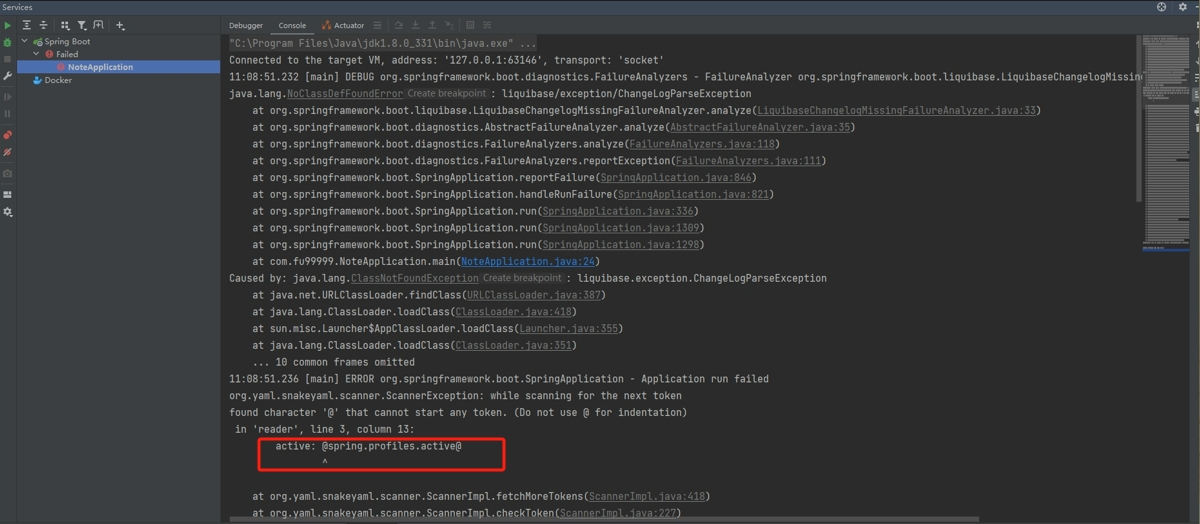 Services
Spring Boot
Failed
NoteApplication
Docker
Debugger Console Actuator
"C:\Program Files\Java\jdk1.8.0_331\bin\java.exe" ...
Connected to the target VM, address: '127.0.0.1:63146', transport: 'socket'
11:08:51.232 [main] DEBUG org.springframework.boot.diagnostics.FailureAnalyzers - FailureAnalyzer org.springframework.boot.liquibase.LiquibaseChangelogMissing
java.lang.NoClassDefFoundError Create breakpoint : liquibase/exception/ChangeLogParseException
at org.springframework.boot.liquibase.LiquibaseChangelogMissingFailureAnalyzer.analyze(LiquibaseChangelogMissingFailureAnalyzer.java:33)
at org.springframework.boot.diagnostics.AbstractFailureAnalyzer.analyze(AbstractFailureAnalyzer.java:35)
at org.springframework.boot.diagnostics.FailureAnalyzers.analyze(FailureAnalyzers.java:118)
at org.springframework.boot.diagnostics.FailureAnalyzers.reportException(FailureAnalyzers.java:111)
at org.springframework.boot.SpringApplication.reportFailure(SpringApplication.java:846)
at org.springframework.boot.SpringApplication.handleRunFailure(SpringApplication.java:821)
at org.springframework.boot.SpringApplication.run(SpringApplication.java:336)
at org.springframework.boot.SpringApplication.run(SpringApplication.java:1309)
at org.springframework.boot.SpringApplication.run(SpringApplication.java:1298)
at com.fu99999.NoteApplication.main(NoteApplication.java:24)
Caused by: java.lang.ClassNotFoundException Create breakpoint : liquibase.exception.ChangeLogParseException
at java.net.URLClassLoader.findClass(URLClassLoader.java:387)
at java.lang.ClassLoader.loadClass(ClassLoader.java:418)
at sun.misc.Launcher$AppClassLoader.loadClass(Launcher.java:355)
at java.lang.ClassLoader.loadClass(ClassLoader.java:351)
... 10 common frames omitted
11:08:51.236 [main] ERROR org.springframework.boot.SpringApplication - Application run failed
org.yaml.snakeyaml.scanner.ScannerException: while scanning for the next token
found character '@' that cannot start any token. (Do not use @ for indentation)
in 'reader', line 3, column 13:
active: @spring.profiles.active@
^
at org.yaml.snakeyaml.scanner.ScannerImpl.fetchMoreTokens(ScannerImpl.java:418)
at org.yaml.snakeyaml.scanner.ScannerImpl.checkToken(ScannerImpl.java:227)